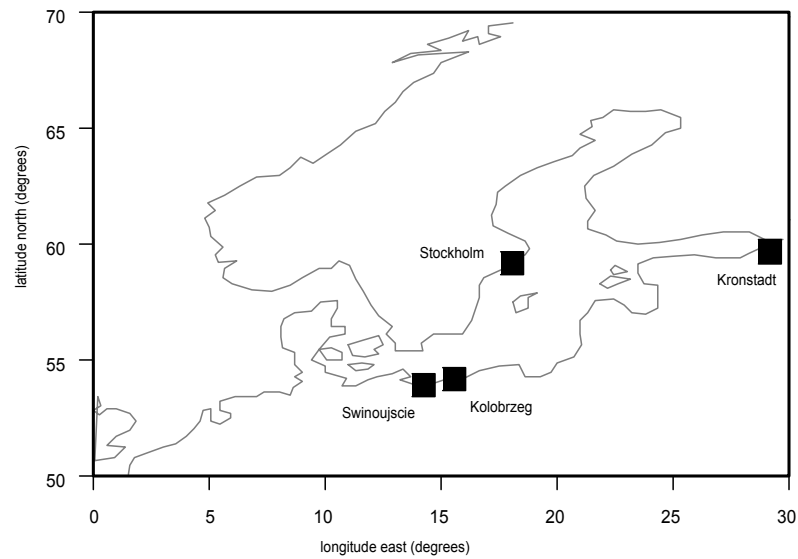 70
65
60
55
50
latitude north (degrees)
Stockholm
Kronstadt
Swinoujscie
Kolobrzeg
0 5 10 15 20 25 30
longitude east (degrees)